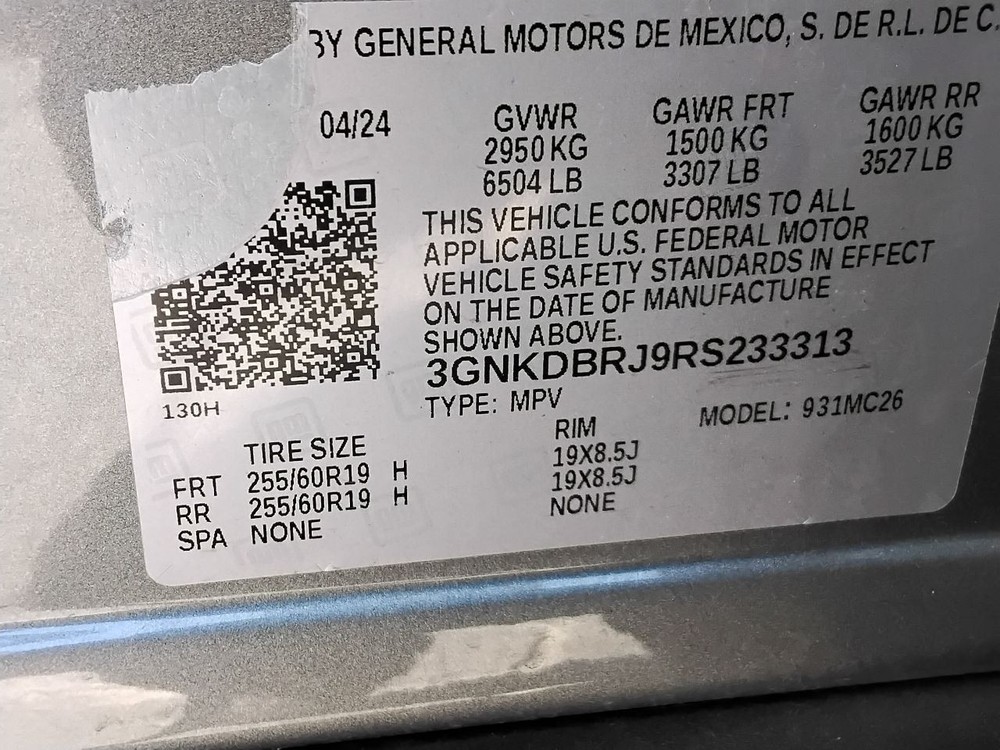 BY GENERAL MOTORS DE MEXICO, S. DE R.L. DE C.
04/24 GVWR GAWR FRT GAWR RR
2950 KG 1500 KG 1600 KG
6504 LB 3307 LB 3527 LB
THIS VEHICLE CONFORMS TO ALL
APPLICABLE U.S. FEDERAL MOTOR
VEHICLE SAFETY STANDARDS IN EFFECT
ON THE DATE OF MANUFACTURE
SHOWN ABOVE.
3GNKDBRJ9RS233313
130H
TYPE: MPV MODEL: 931MC26
TIRE SIZE RIM
FRT 255/60R19 H 19X8.5J
RR 255/60R19 H 19X8.5J
SPA NONE NONE